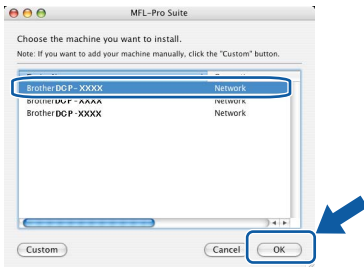 MFL-Pro Suite
Choose the machine you want to install.
Note: If you want to add your machine manually, click the "Custom" button.
Brother DCP-XXXX Network
Brother DCP-XXXX Network
Brother DCP-XXXX Network
Custom Cancel OK